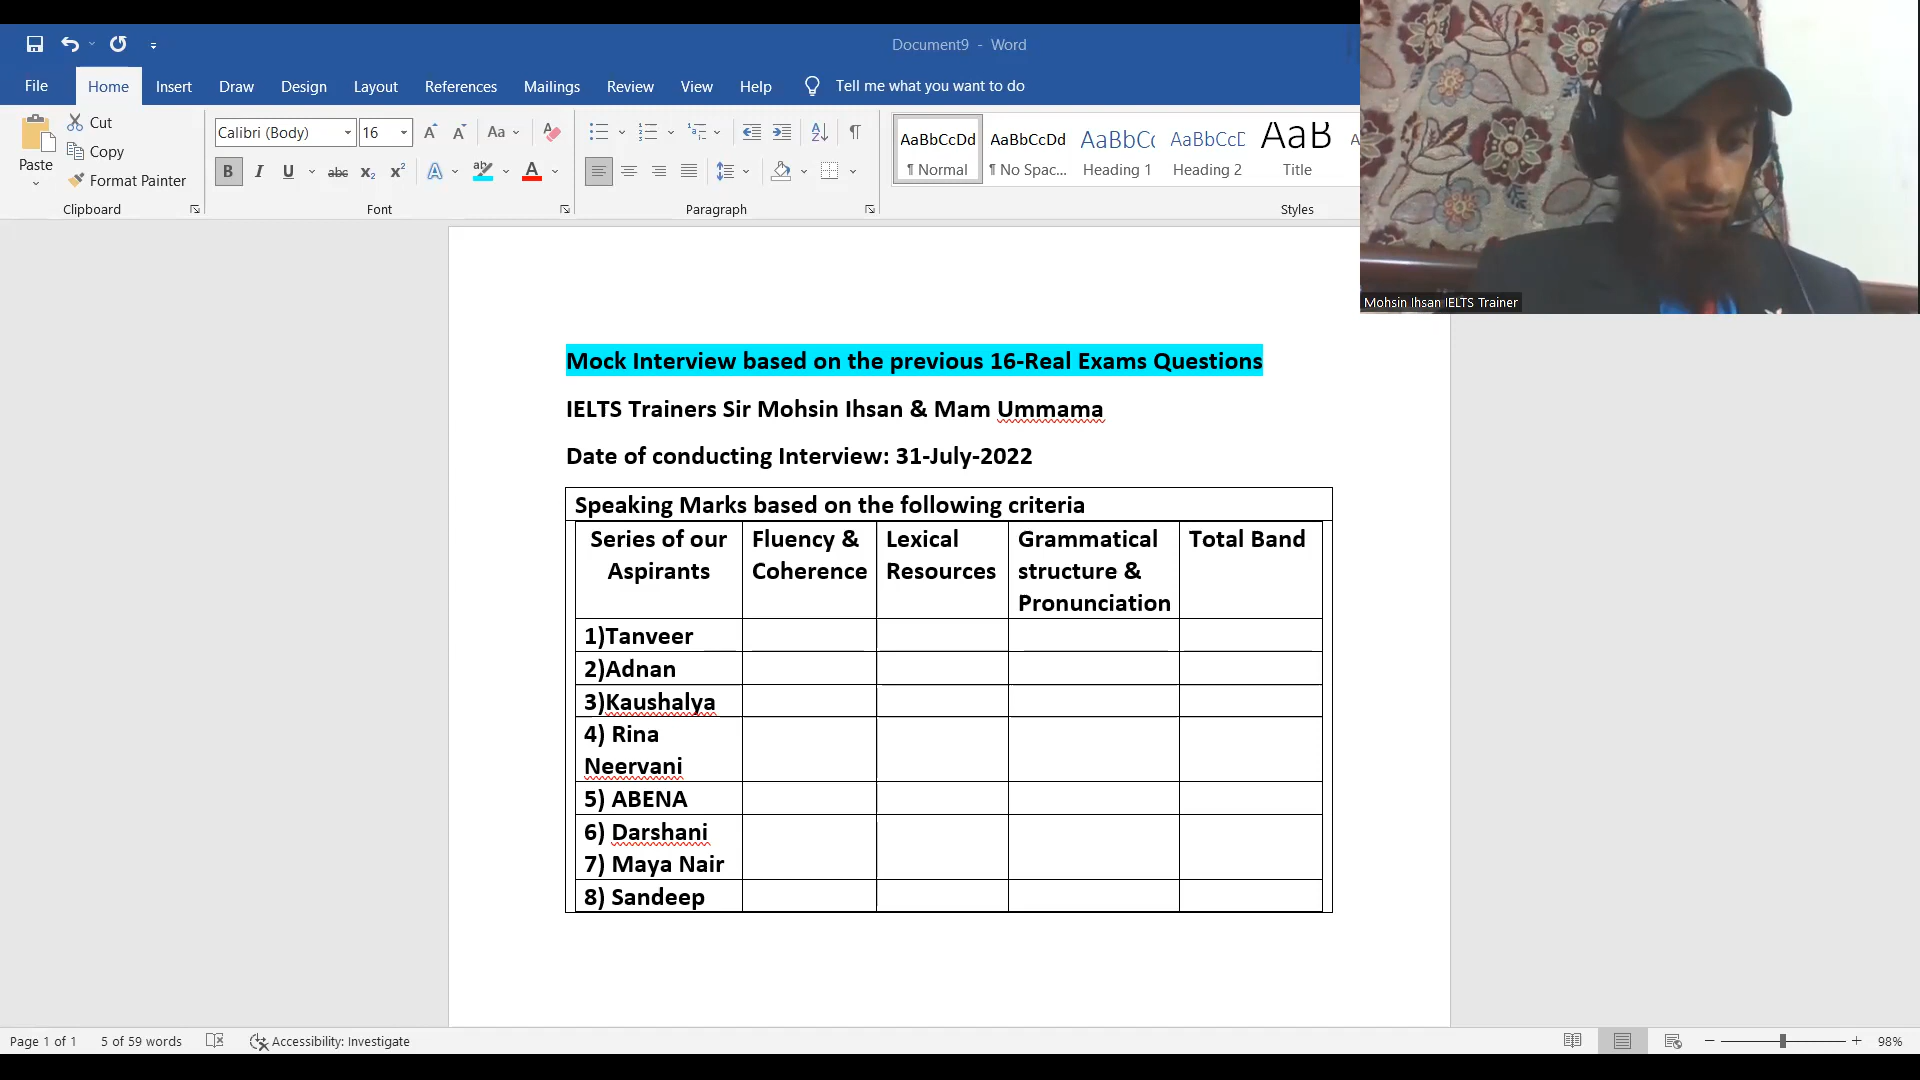 Document9 - Word
File Home Insert Draw Design Layout References Mailings Review View Help Tell me what you want to do
Paste
Cut
Copy
Format Painter
Clipboard
Calibri (Body) 16
Font
Paragraph
AaBbCcDd AaBbCcDd AaBbCc AaBbCcD AaB
¶ Normal ¶ No Spac... Heading 1 Heading 2 Title
Styles
Mohsin Ihsan IELTS Trainer
Mock Interview based on the previous 16-Real Exams Questions
IELTS Trainers Sir Mohsin Ihsan & Mam Ummama
Date of conducting Interview: 31-July-2022
Speaking Marks based on the following criteria
Series of our Aspirants
Fluency & Coherence
Lexical Resources
Grammatical structure & Pronunciation
Total Band
1)Tanveer
2)Adnan
3)Kaushalya
4) Rina
Neervani
5) ABENA
6) Darshani
7) Maya Nair
8) Sandeep
Page 1 of 1 5 of 59 words Accessibility: Investigate 98%